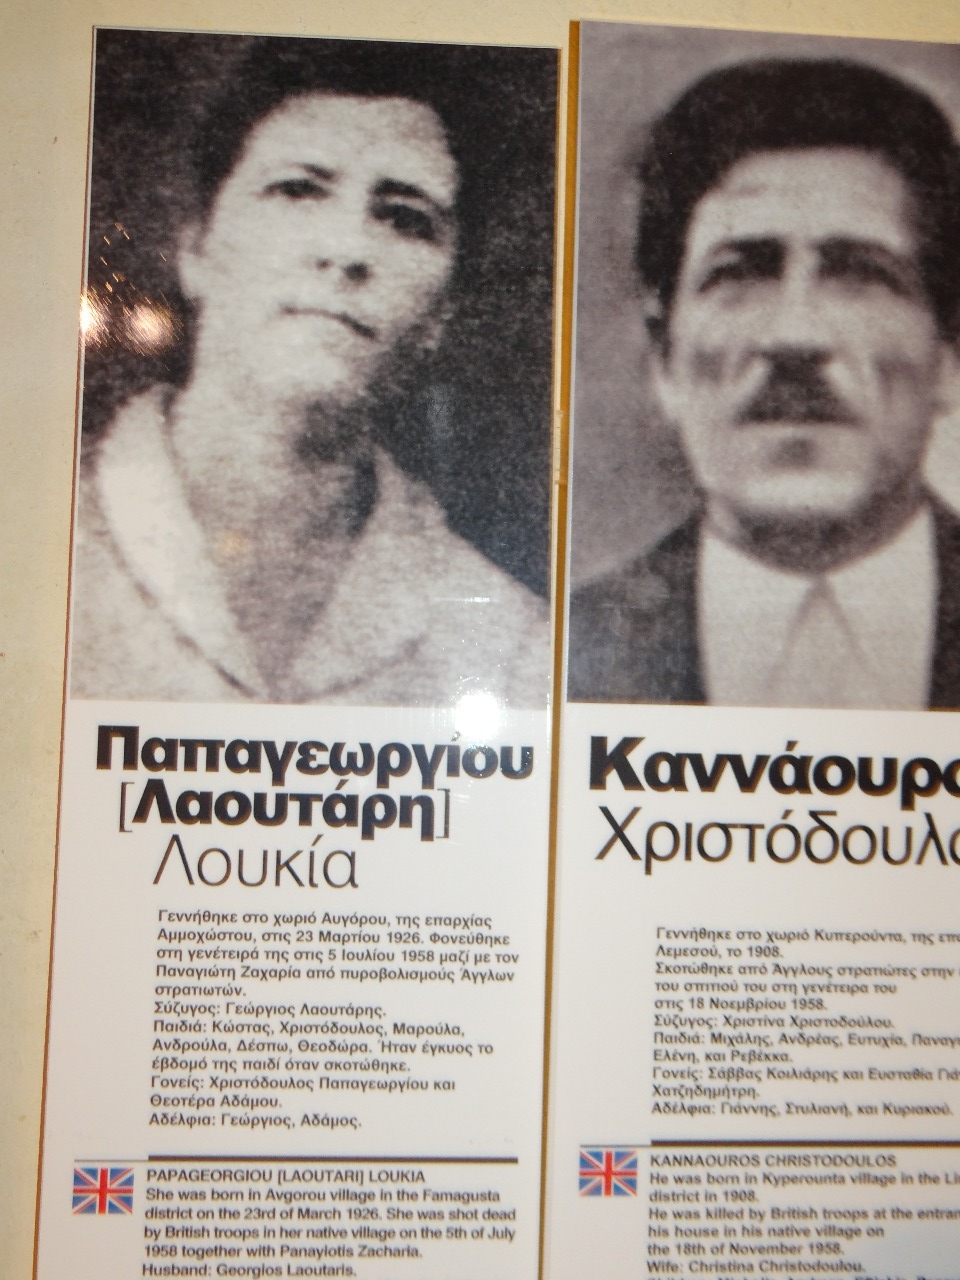 Παπαγεωργίου
[Λαουτάρη]
Λουκία
Γεννήθηκε στο χωριό Αυγόρου, της επαρχίας
Αμμοχώστου, στις 23 Μαρτίου 1926. Φονεύθηκε
στη γενέτειρά της στις 5 Ιουλίου 1958 μαζί με τον
Παναγιώτη Ζαχαρία από πυροβολισμούς Άγγλων
στρατιωτών.
Σύζυγος: Γεώργιος Λαουτάρης.
Παιδιά: Κώστας, Χριστόδουλος, Μαρούλα,
Ανδρούλα, Δέσπω, Θεοδώρα. Ήταν έγκυος το
έβδομό της παιδί όταν σκοτώθηκε.
Γονείς: Χριστόδουλος Παπαγεωργίου και
Θεοτέρα Αδάμου.
Αδέλφια: Γεώργιος, Αδάμος.
PAPAGEORGIOU [LAOUTARI] LOUKIA
She was born in Avgorou village in the Famagusta
district on the 23rd of March 1926. She was shot dead
by British troops in her native village on the 5th of July
1958 together with Panayiotis Zacharia.
Husband: Georgios Laoutaris.
Καννάουρο
Χριστόδουλο
Γεννήθηκε στο χωριό Κυπερούντα, της επα
Λεμεσού, το 1908.
Σκοτώθηκε από Άγγλους στρατιώτες στην
του σπιτιού του στη γενέτειρα του
στις 18 Νοεμβρίου 1958.
Σύζυγος: Χριστίνα Χριστοδούλου.
Παιδιά: Μιχάλης, Ανδρέας, Ευτυχία, Παναγ
Ελένη, και Ρεβέκκα.
Γονείς: Σάββας Κοιλιάρης και Ευσταθία Γιά
Χατζηδημήτρη.
Αδέλφια: Γιάννης, Στυλιανή, και Κυριακού.
KANNAOUROS CHRISTODOULOS
He was born in Kyperounta village in the Li
district in 1908.
He was killed by British troops at the entran
his house in his native village on
the 18th of November 1958.
Wife: Christina Christodoulou.